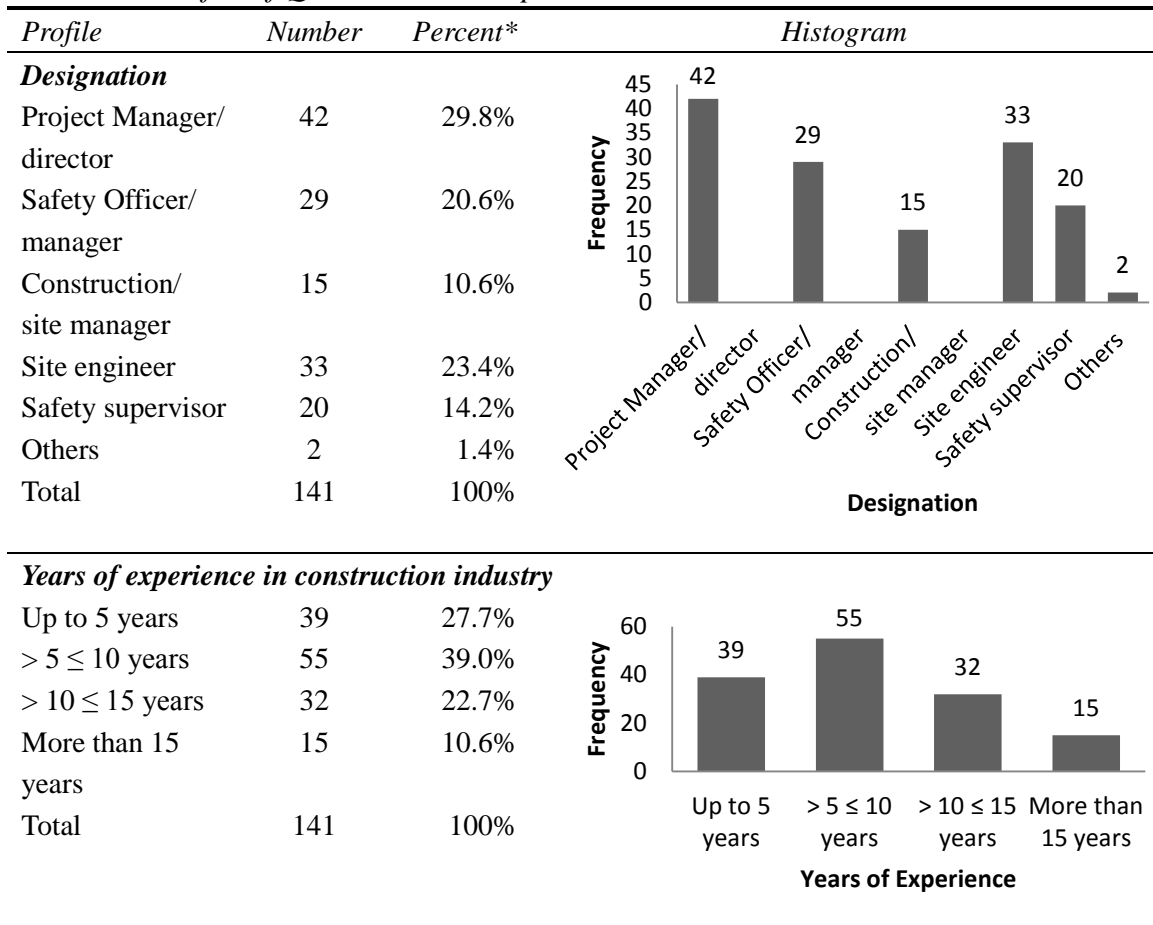 Profile Number Percent* Histogram
Designation
Project Manager/ 42 29.8%
director
Safety Officer/ 29 20.6%
manager
Construction/ 15 10.6%
site manager
Site engineer 33 23.4%
Safety supervisor 20 14.2%
Others 2 1.4%
Total 141 100%
Frequency
45
40
35
30
25
20
15
10
5
0
42
29
15
33
20
2
Project Manager/
director
Safety Officer/
manager
Construction/
site manager
Site engineer
Safety supervisor
Others
Designation
Years of experience in construction industry
Up to 5 years 39 27.7%
> 5 ≤ 10 years 55 39.0%
> 10 ≤ 15 years 32 22.7%
More than 15 15 10.6%
years
Total 141 100%
Frequency
60
40
20
0
39
55
32
15
Up to 5 > 5 ≤ 10 > 10 ≤ 15 More than
years years years 15 years
Years of Experience